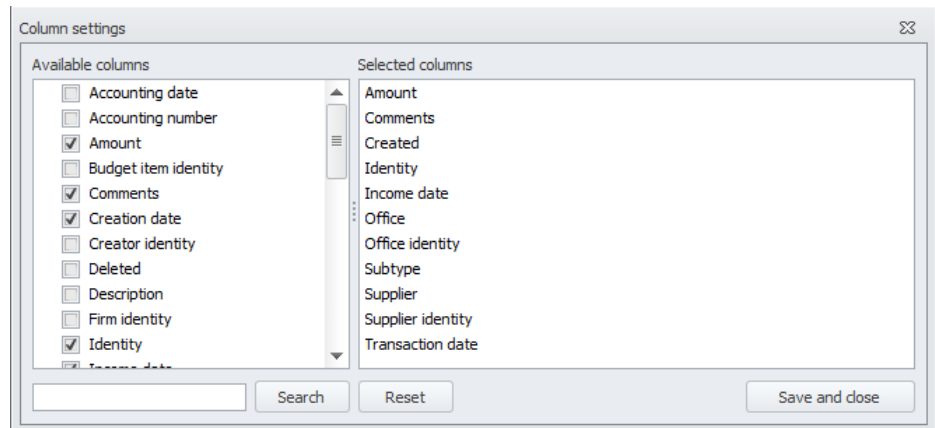 Column settings
Available columns
Accounting date
Accounting number
Amount
Budget item identity
Comments
Creation date
Creator identity
Deleted
Description
Firm identity
Identity
Income date
Selected columns
Amount
Comments
Created
Identity
Income date
Office
Office identity
Subtype
Supplier
Supplier identity
Transaction date
Search
Reset
Save and close